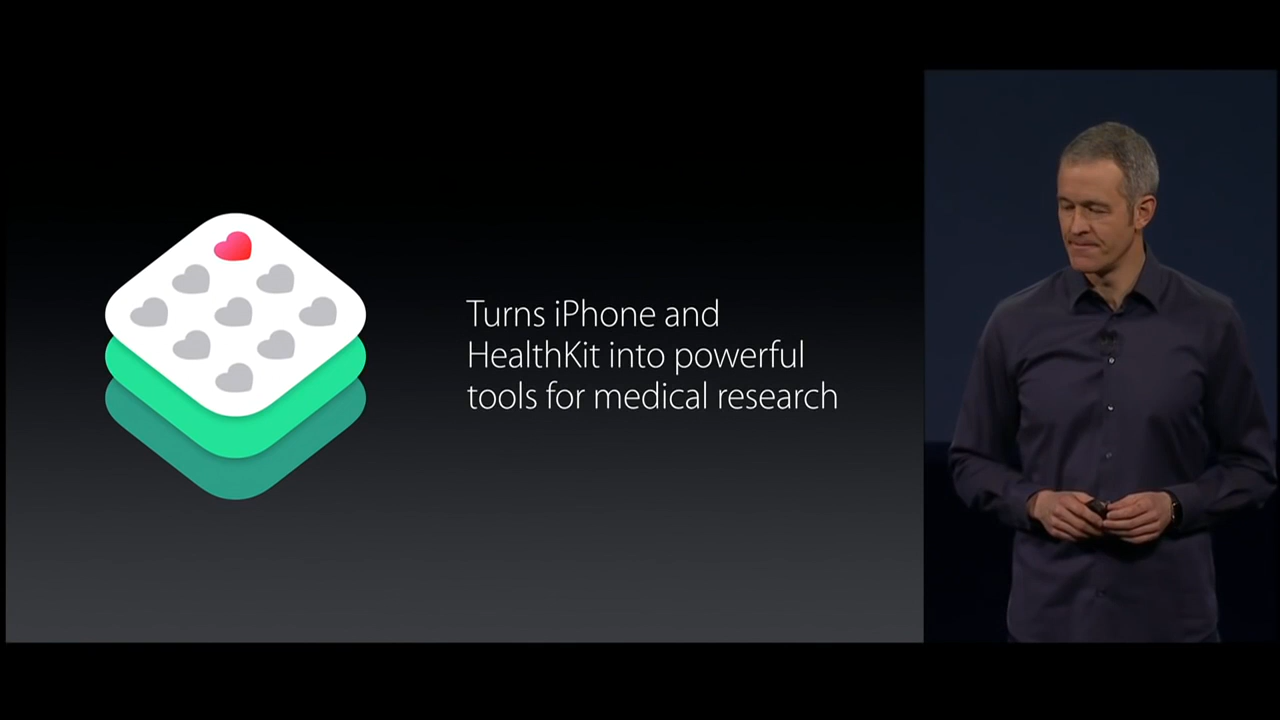 Turns iPhone and
HealthKit into powerful
tools for medical research